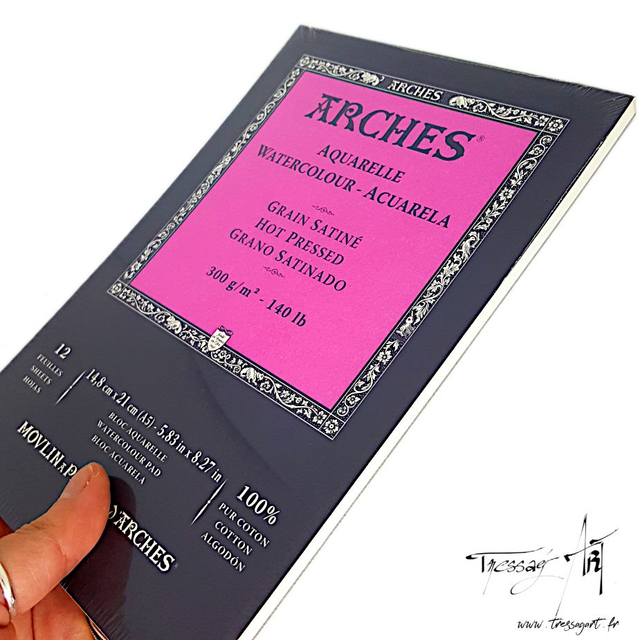 ARCHES
ARCHES®
AQUARELLE
WATERCOLOUR - ACUARELA
GRAIN SATINÉ
HOT PRESSED
GRANO SATINADO
300 g/m² - 140 lb
12
FEUILLES
SHEETS
HOJAS
14,8 cm x 21 cm (A5) - 5.83 in x 8.27 in
BLOC AQUARELLE
WATERCOLOUR PAD
BLOC ACUARELA
100%
PUR COTON
COTTON
ALGODÓN
MOVLIN À P
ARCHES®
Tressag' Art
www.tressagart.fr